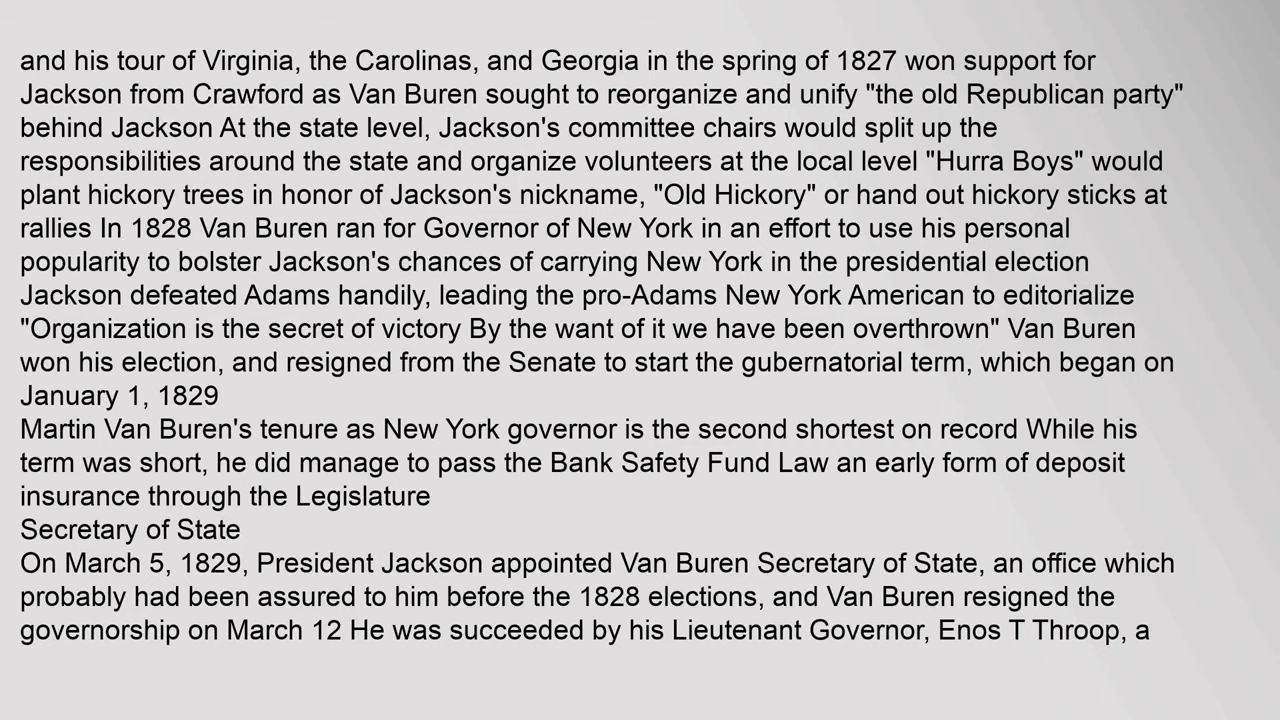 and his tour of Virginia, the Carolinas, and Georgia in the spring of 1827 won support for
Jackson from Crawford as Van Buren sought to reorganize and unify "the old Republican party"
behind Jackson At the state level, Jackson's committee chairs would split up the
responsibilities around the state and organize volunteers at the local level "Hurra Boys" would
plant hickory trees in honor of Jackson's nickname, "Old Hickory" or hand out hickory sticks at
rallies In 1828 Van Buren ran for Governor of New York in an effort to use his personal
popularity to bolster Jackson's chances of carrying New York in the presidential election
Jackson defeated Adams handily, leading the pro-Adams New York American to editorialize
"Organization is the secret of victory By the want of it we have been overthrown" Van Buren
won his election, and resigned from the Senate to start the gubernatorial term, which began on
January 1, 1829
Martin Van Buren's tenure as New York governor is the second shortest on record While his
term was short, he did manage to pass the Bank Safety Fund Law an early form of deposit
insurance through the Legislature
Secretary of State
On March 5, 1829, President Jackson appointed Van Buren Secretary of State, an office which
probably had been assured to him before the 1828 elections, and Van Buren resigned the
governorship on March 12 He was succeeded by his Lieutenant Governor, Enos T Throop, a